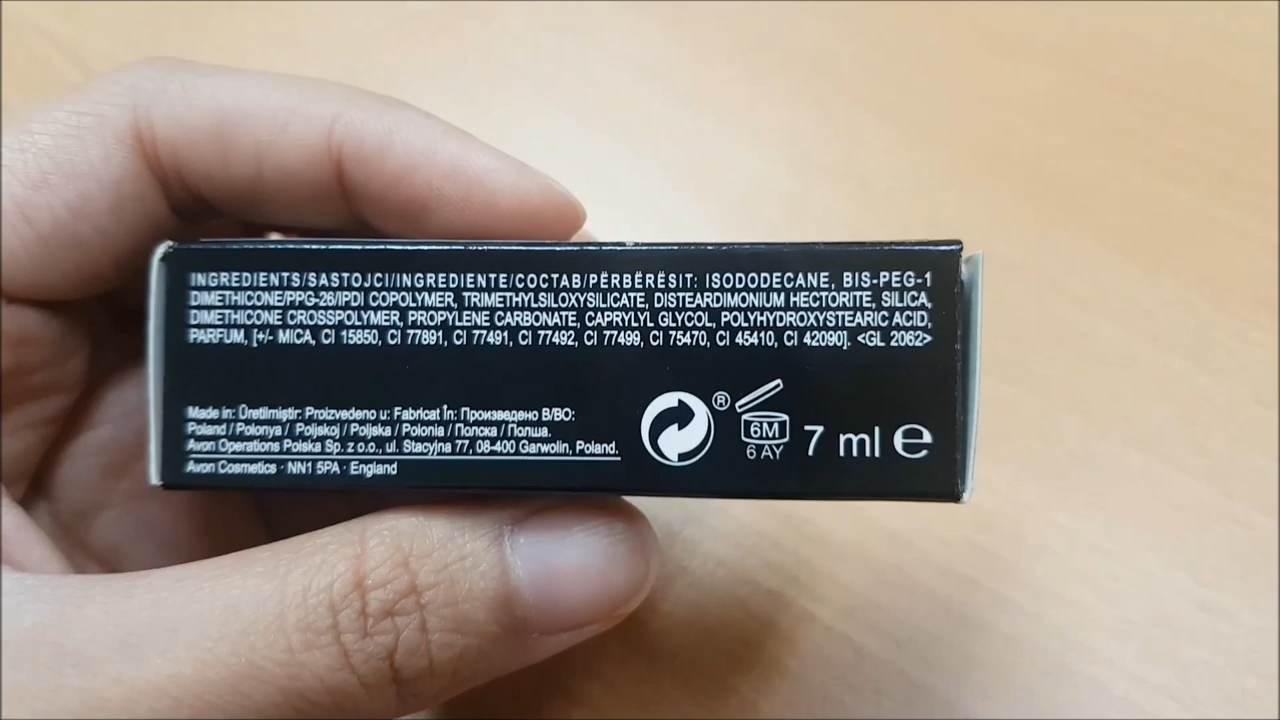 INGREDIENTS/SASTOJCI/INGREDIENTE/СОСТАВ/PËRBËRËSIT: ISODODECANE, BIS-PEG-1
DIMETHICONE/PPG-26/IPDI COPOLYMER, TRIMETHYLSILOXYSILICATE, DISTEARDIMONIUM HECTORITE, SILICA,
DIMETHICONE CROSSPOLYMER, PROPYLENE CARBONATE, CAPRYLYL GLYCOL, POLYHYDROXYSTEARIC ACID,
PARFUM, [+/- MICA, CI 15850, CI 77891, CI 77491, CI 77492, CI 77499, CI 75470, CI 45410, CI 42090]. <GL 2062>
Made in: Üretilmiştir: Proizvedeno u: Fabricat În: Произведено В/ВО:
Poland / Polonya / Poljskoj / Poljska / Polonia / Полска / Полша.
Avon Operations Polska Sp. z o.o., ul. Stacyjna 77, 08-400 Garwolin, Poland.
Avon Cosmetics · NN1 5PA · England
®
6M
6 AY
7 ml ℮